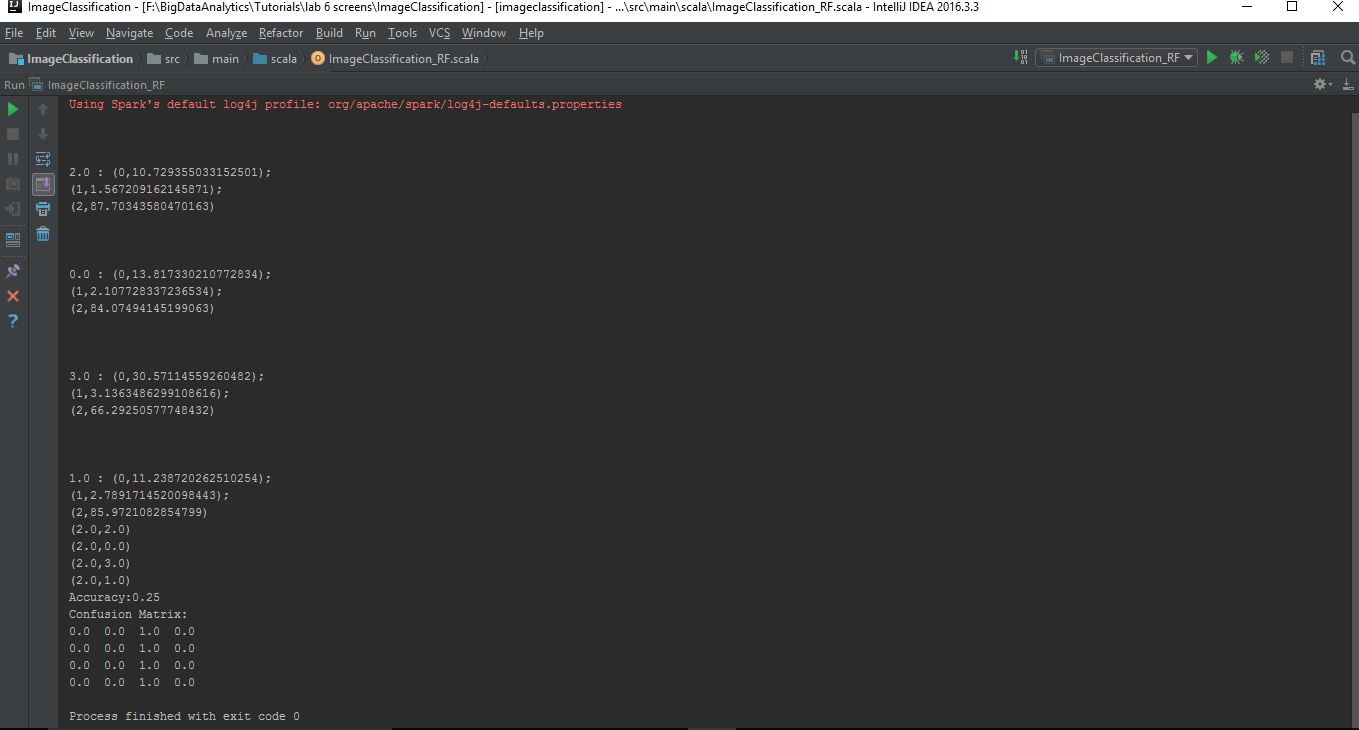 ImageClassification - [F:\BigDataAnalytics\Tutorials\lab 6 screens\ImageClassification] - [imageclassification] - ...\src\main\scala\ImageClassification_RF.scala - IntelliJ IDEA 2016.3.3
File Edit View Navigate Code Analyze Refactor Build Run Tools VCS Window Help
ImageClassification src main scala ImageClassification_RF.scala ImageClassification_RF
Run ImageClassification_RF
Using Spark's default log4j profile: org/apache/spark/log4j-defaults.properties
2.0 : (0,10.729355033152501);
(1,1.567209162145871);
(2,87.70343580470163)
0.0 : (0,13.817330210772834);
(1,2.107728337236534);
(2,84.07494145199063)
3.0 : (0,30.57114559260482);
(1,3.1363486299108616);
(2,66.29250577748432)
1.0 : (0,11.238720262510254);
(1,2.7891714520098443);
(2,85.9721082854799)
(2.0,2.0)
(2.0,0.0)
(2.0,3.0)
(2.0,1.0)
Accuracy:0.25
Confusion Matrix:
0.0 0.0 1.0 0.0
0.0 0.0 1.0 0.0
0.0 0.0 1.0 0.0
0.0 0.0 1.0 0.0
Process finished with exit code 0